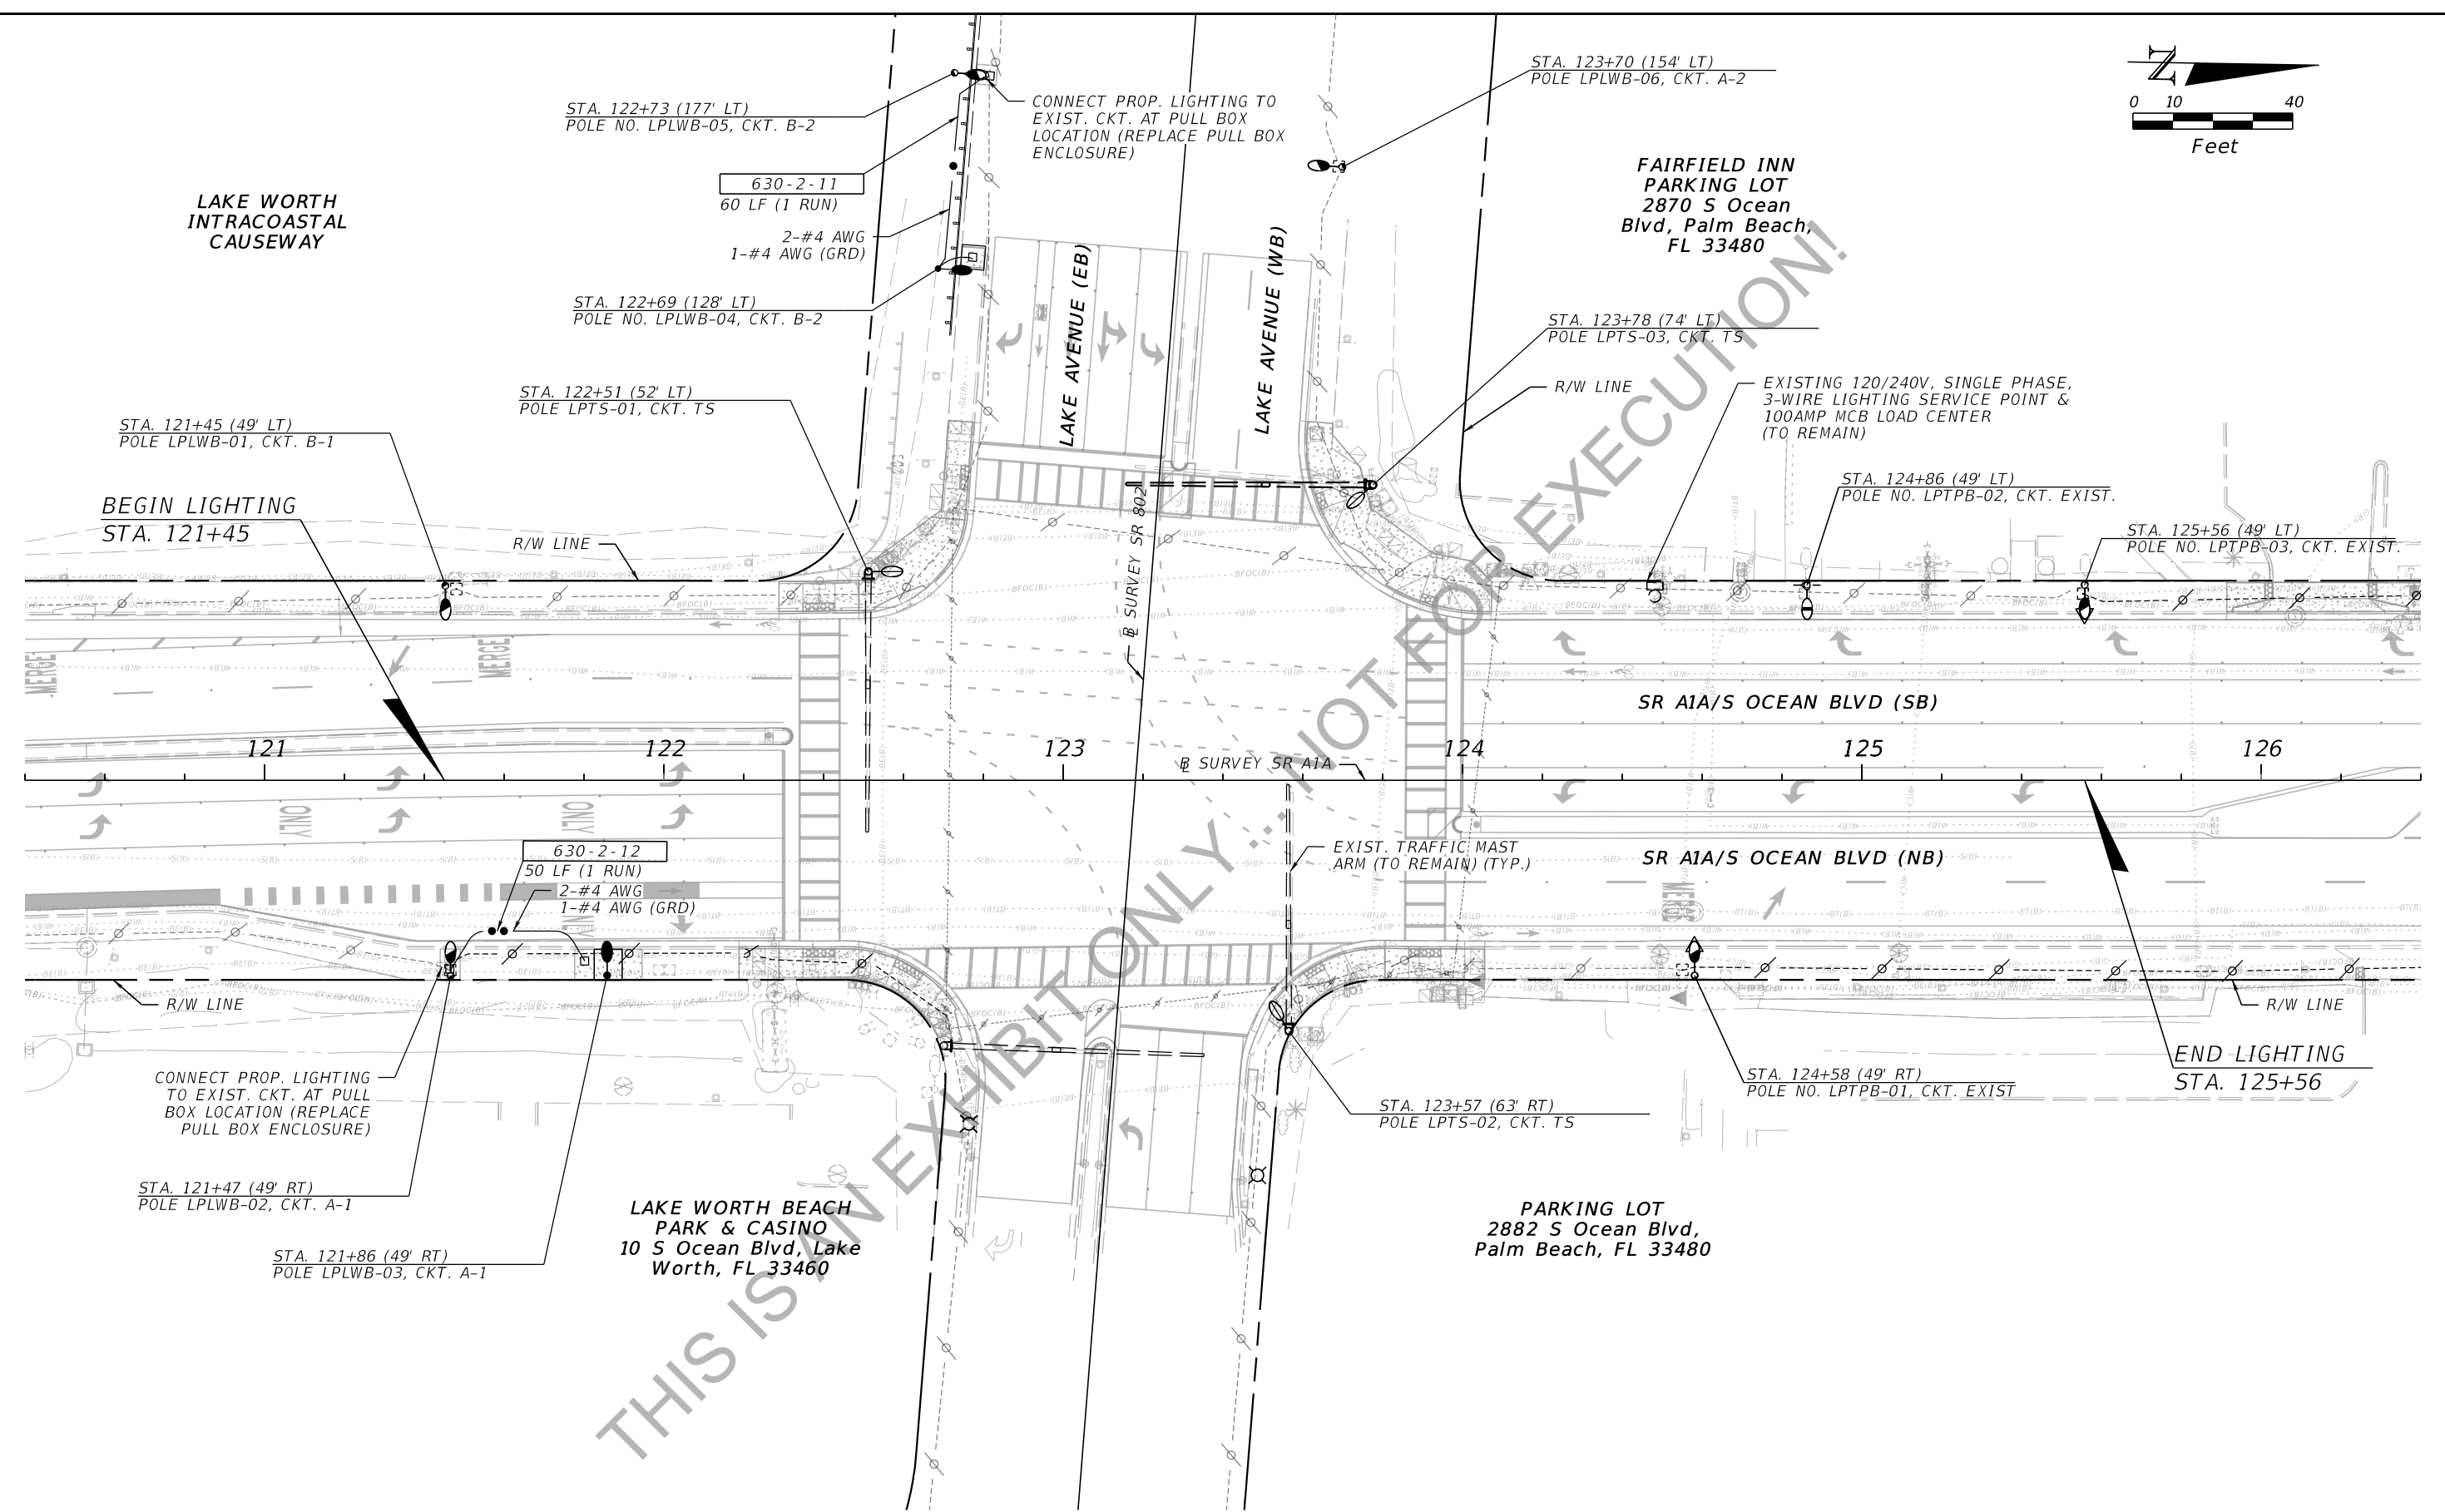 STA. 123+70 (154' LT)
POLE LPLWB-06, CKT. A-2
N
0 10 40
Feet
STA. 122+73 (177' LT)
POLE NO. LPLWB-05, CKT. B-2
CONNECT PROP. LIGHTING TO
EXIST. CKT. AT PULL BOX
LOCATION (REPLACE PULL BOX
ENCLOSURE)
630-2-11
60 LF (1 RUN)
2-#4 AWG
1-#4 AWG (GRD)
LAKE WORTH
INTRACOASTAL
CAUSEWAY
FAIRFIELD INN
PARKING LOT
2870 S Ocean
Blvd, Palm Beach,
FL 33480
STA. 122+69 (128' LT)
POLE NO. LPLWB-04, CKT. B-2
LAKE AVENUE (EB)
LAKE AVENUE (WB)
STA. 123+78 (74' LT)
POLE LPTS-03, CKT. TS
R/W LINE
EXISTING 120/240V, SINGLE PHASE,
3-WIRE LIGHTING SERVICE POINT &
100AMP MCB LOAD CENTER
(TO REMAIN)
STA. 122+51 (52' LT)
POLE LPTS-01, CKT. TS
STA. 121+45 (49' LT)
POLE LPLWB-01, CKT. B-1
STA. 124+86 (49' LT)
POLE NO. LPTPB-02, CKT. EXIST.
STA. 125+56 (49' LT)
POLE NO. LPTPB-03, CKT. EXIST.
BEGIN LIGHTING
STA. 121+45
R/W LINE
BL SURVEY SR 802
MERGE
MERGE
SR A1A/S OCEAN BLVD (SB)
121 122 123 124 125 126
BL SURVEY SR A1A
ONLY
ONLY
630-2-12
50 LF (1 RUN)
2-#4 AWG
1-#4 AWG (GRD)
EXIST. TRAFFIC MAST
ARM (TO REMAIN) (TYP.)
SR A1A/S OCEAN BLVD (NB)
MERGE
R/W LINE
R/W LINE
CONNECT PROP. LIGHTING
TO EXIST. CKT. AT PULL
BOX LOCATION (REPLACE
PULL BOX ENCLOSURE)
END LIGHTING
STA. 125+56
STA. 124+58 (49' RT)
POLE NO. LPTPB-01, CKT. EXIST
STA. 123+57 (63' RT)
POLE LPTS-02, CKT. TS
STA. 121+47 (49' RT)
POLE LPLWB-02, CKT. A-1
STA. 121+86 (49' RT)
POLE LPLWB-03, CKT. A-1
LAKE WORTH BEACH
PARK & CASINO
10 S Ocean Blvd, Lake
Worth, FL 33460
PARKING LOT
2882 S Ocean Blvd,
Palm Beach, FL 33480
THIS IS AN EXHIBIT ONLY... NOT FOR EXECUTION!